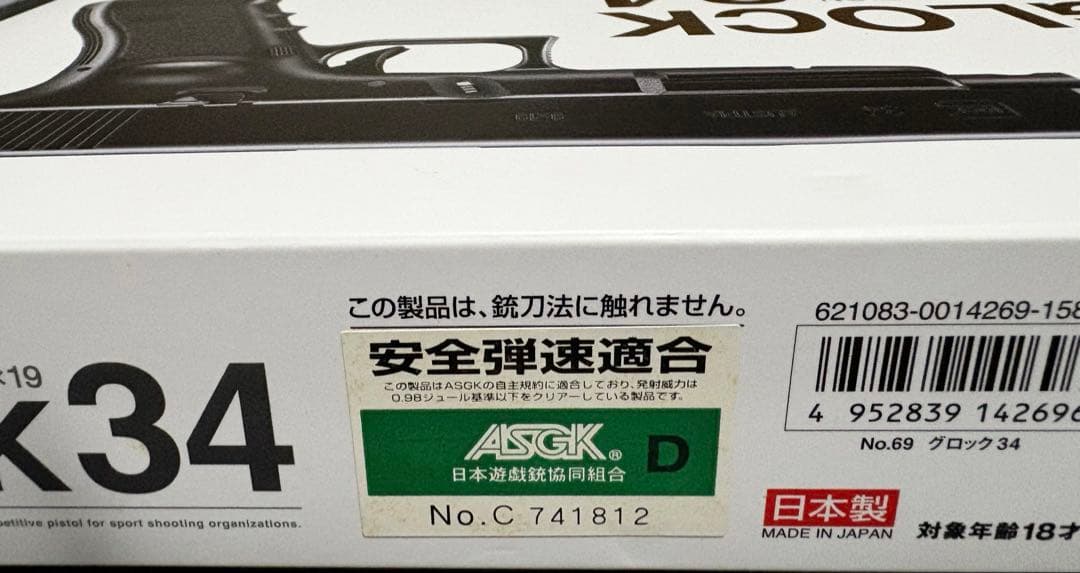 GLOCK
この製品は、銃刀法に触れません。
安全弾速適合
この製品はASGKの自主規約に適合しており、発射威力は
0.98ジュール基準以下をクリアーしている製品です。
ASGK® D
日本遊戯銃協同組合
No.C 741812
×19
K34
petitive pistol for sport shooting organizations.
621083-0014269-158
4 952839 142696
No.69 グロック34
日本製
MADE IN JAPAN
対象年齢18才